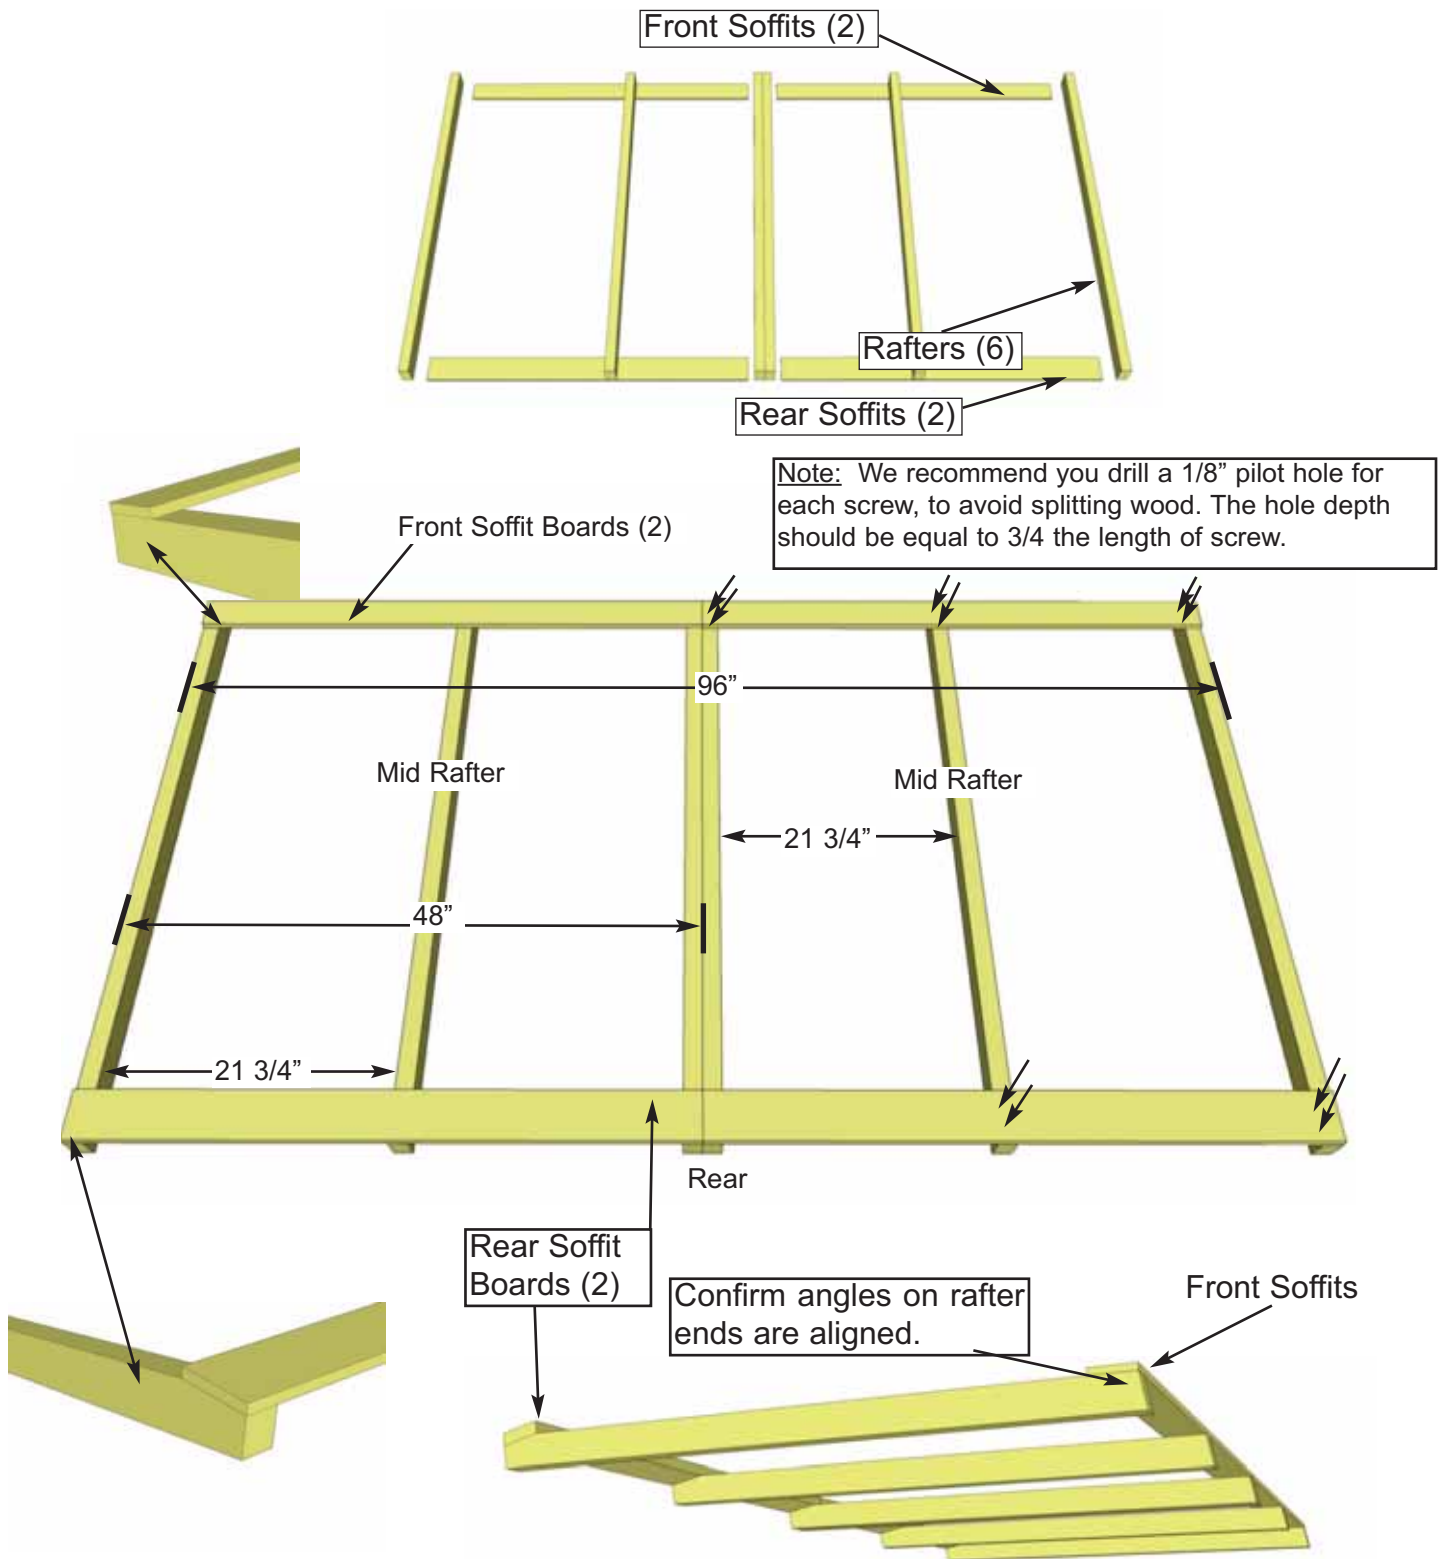 Front Soffits (2)
Rafters (6)
Rear Soffits (2)
Note: We recommend you drill a 1/8” pilot hole for
each screw, to avoid splitting wood. The hole depth
should be equal to 3/4 the length of screw.
Front Soffit Boards (2)
96”
Mid Rafter
Mid Rafter
21 3/4”
48”
21 3/4”
Rear
Rear Soffit
Boards (2)
Confirm angles on rafter
ends are aligned.
Front Soffits